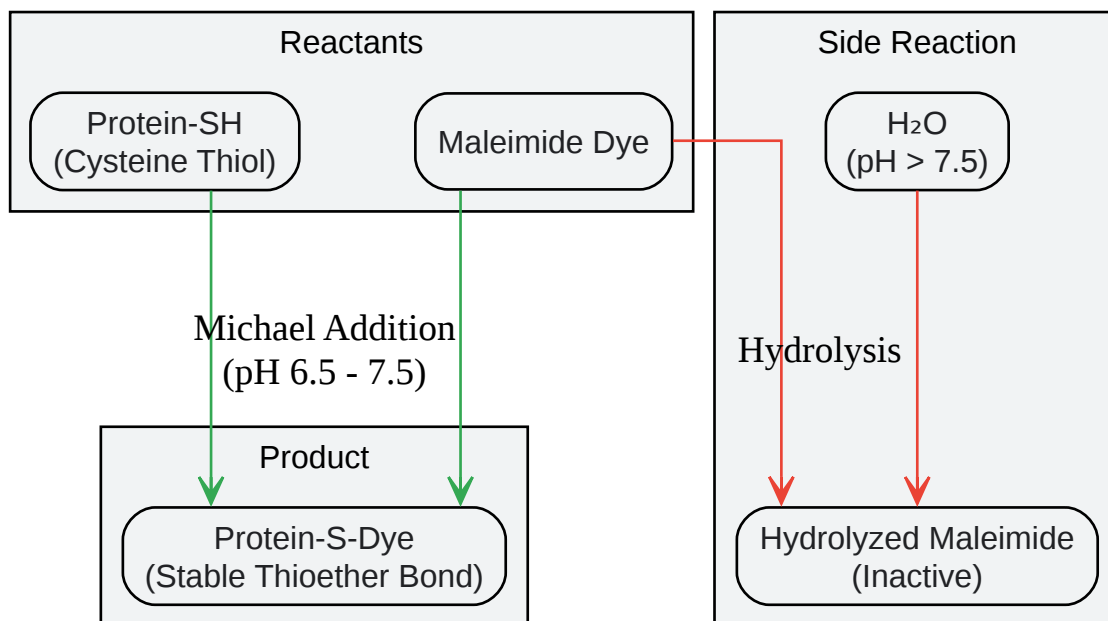 Reactants
Side Reaction
Protein-SH
(Cysteine Thiol)
Maleimide Dye
H₂O
(pH > 7.5)
Michael Addition
(pH 6.5 - 7.5)
Hydrolysis
Product
Protein-S-Dye
(Stable Thioether Bond)
Hydrolyzed Maleimide
(Inactive)